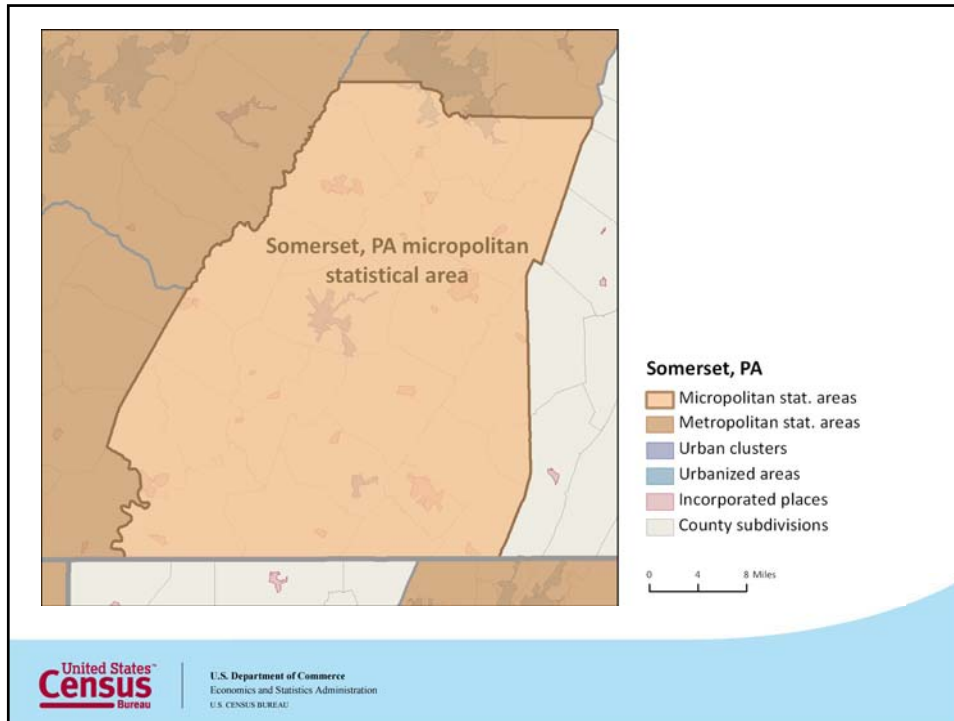 Somerset, PA micropolitan
statistical area
Somerset, PA
Micropolitan stat. areas
Metropolitan stat. areas
Urban clusters
Urbanized areas
Incorporated places
County subdivisions
0 4 8 Miles
United States™
Census
Bureau
U.S. Department of Commerce
Economics and Statistics Administration
U.S. CENSUS BUREAU